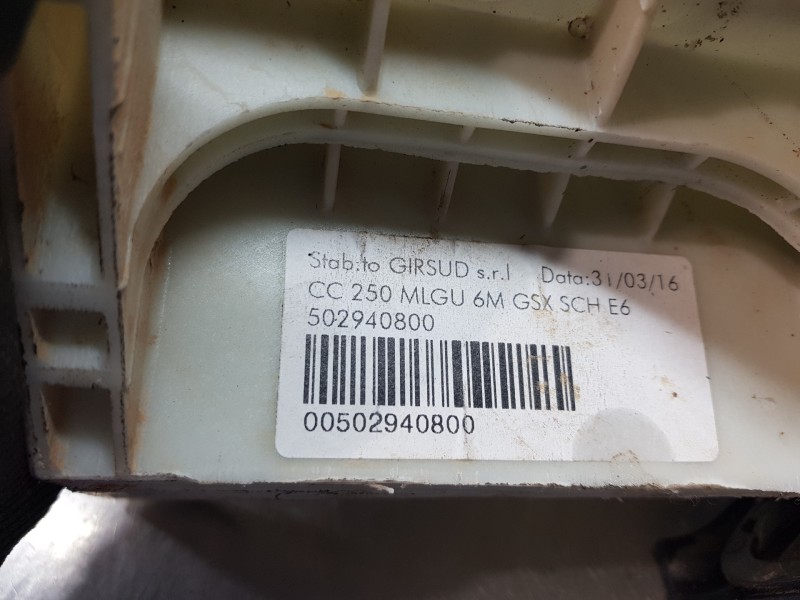 Stab.to GIRSUD s.r.l Data:31/03/16
CC 250 MLGU 6M GSX SCH E6
502940800
00502940800